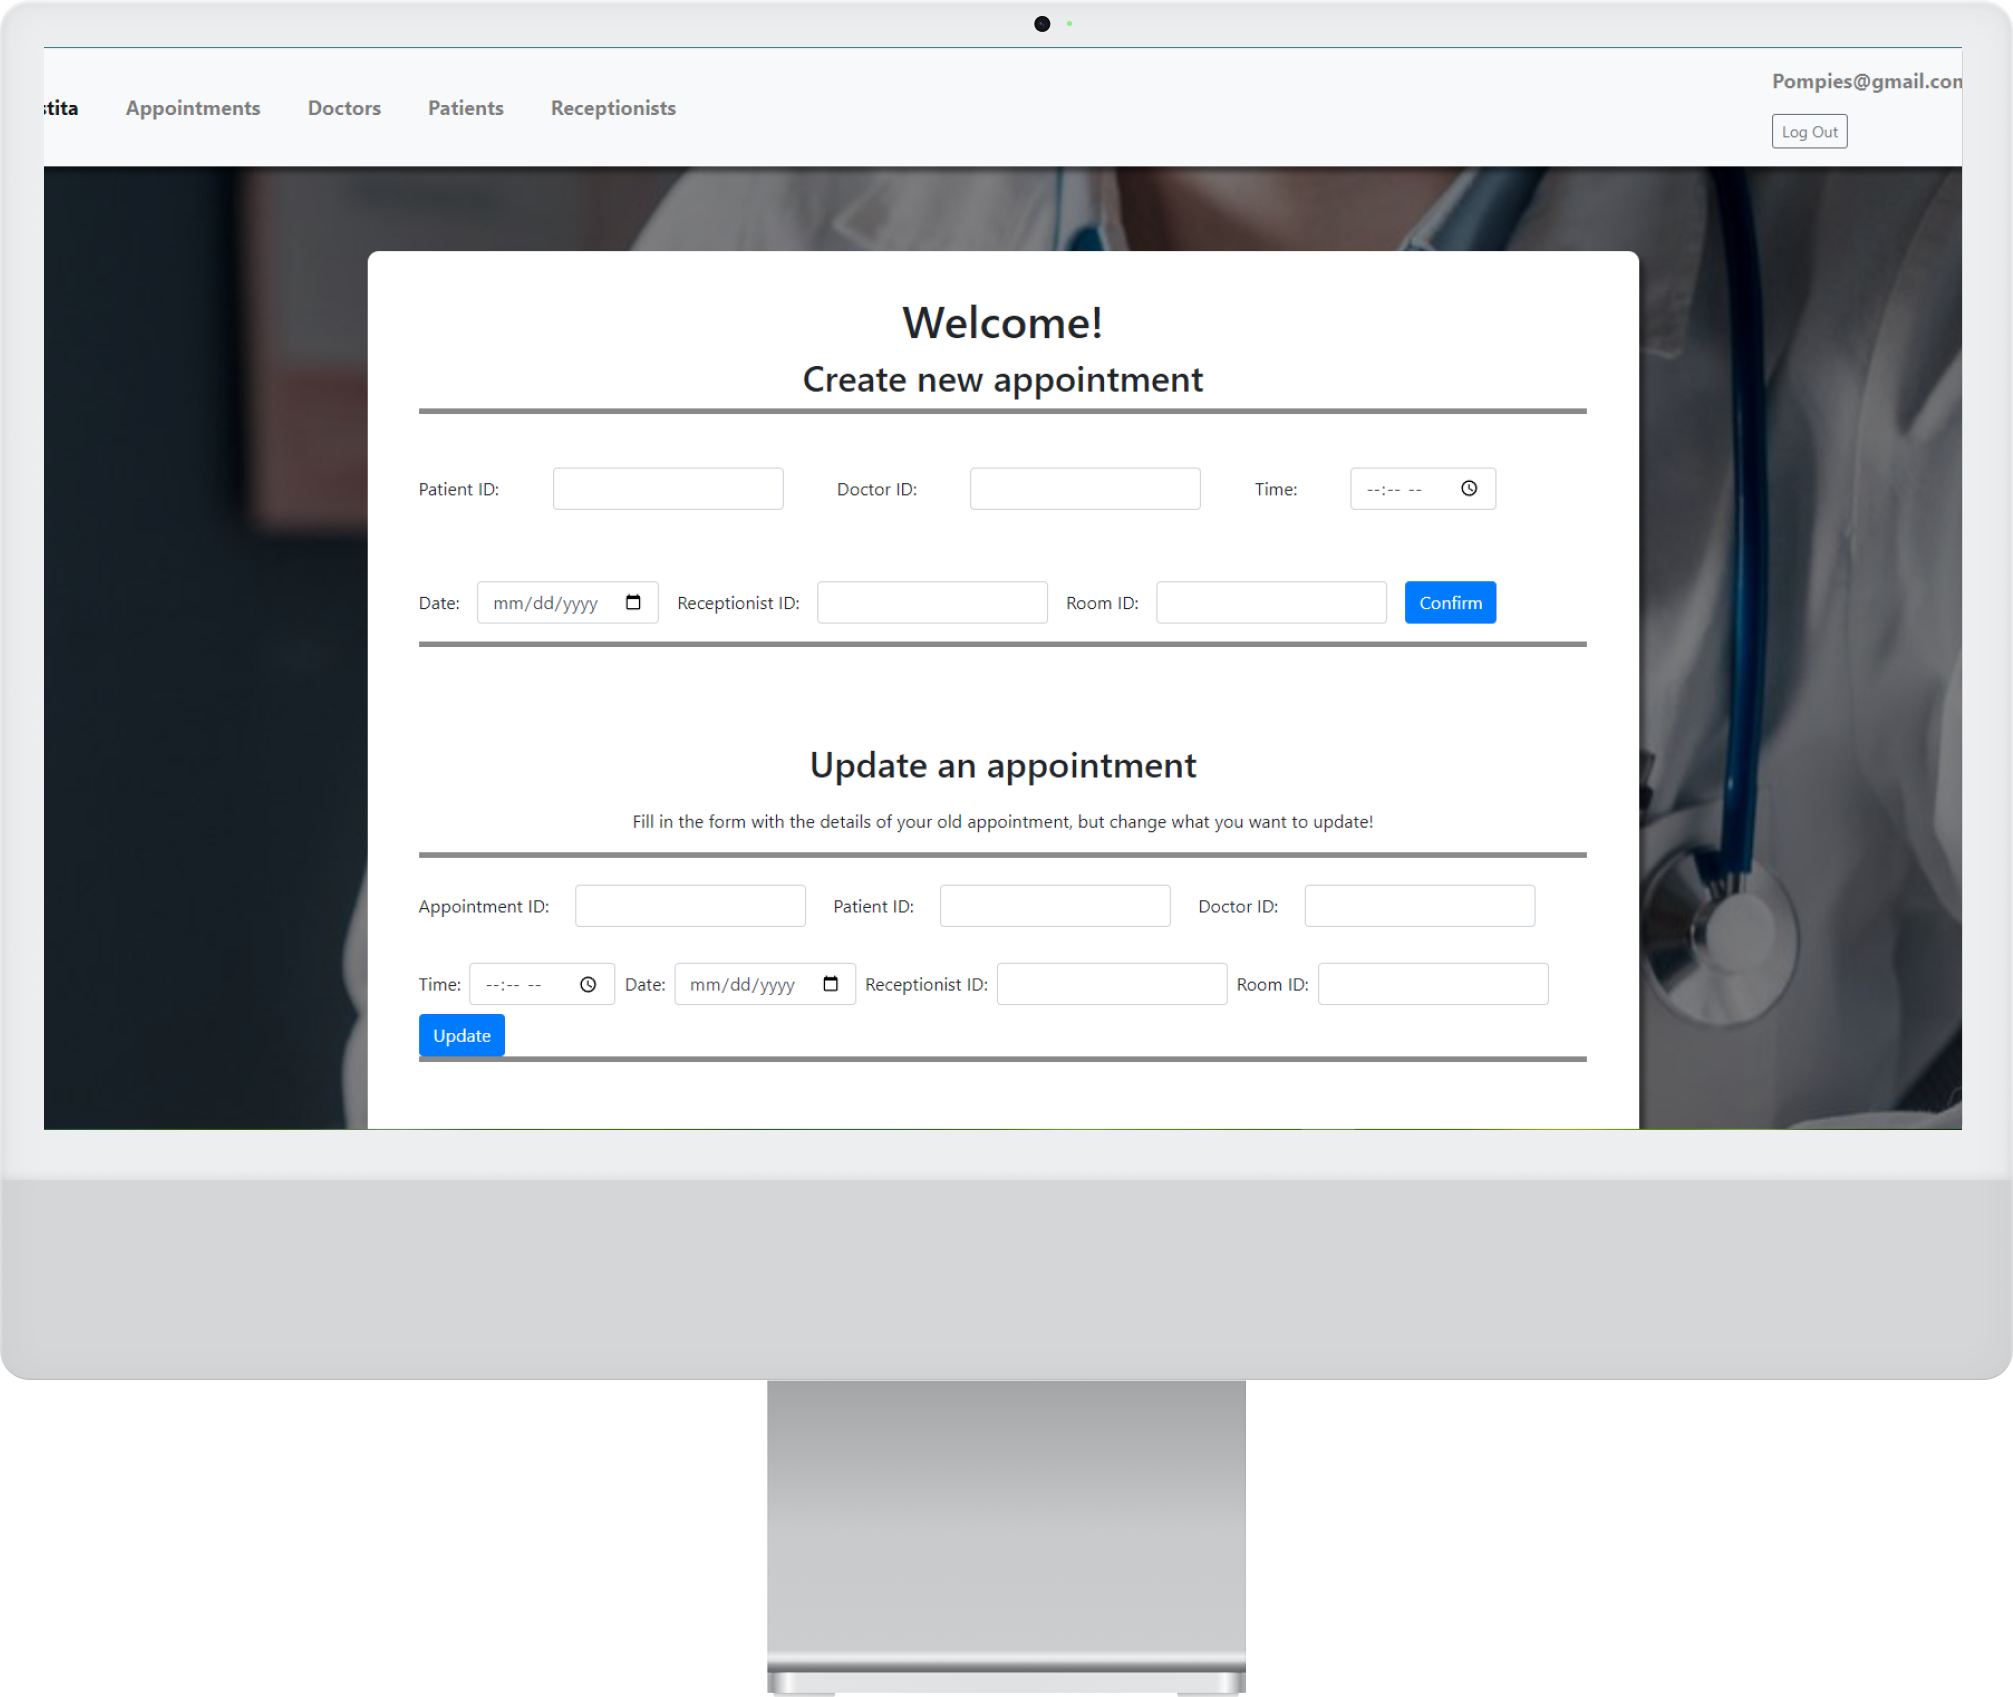 stita Appointments Doctors Patients Receptionists
Pompies@gmail.com
Log Out
Welcome!
Create new appointment
Patient ID: Doctor ID: Time: --:-- --
Date: mm/dd/yyyy Receptionist ID: Room ID: Confirm
Update an appointment
Fill in the form with the details of your old appointment, but change what you want to update!
Appointment ID: Patient ID: Doctor ID:
Time: --:-- -- Date: mm/dd/yyyy Receptionist ID: Room ID:
Update